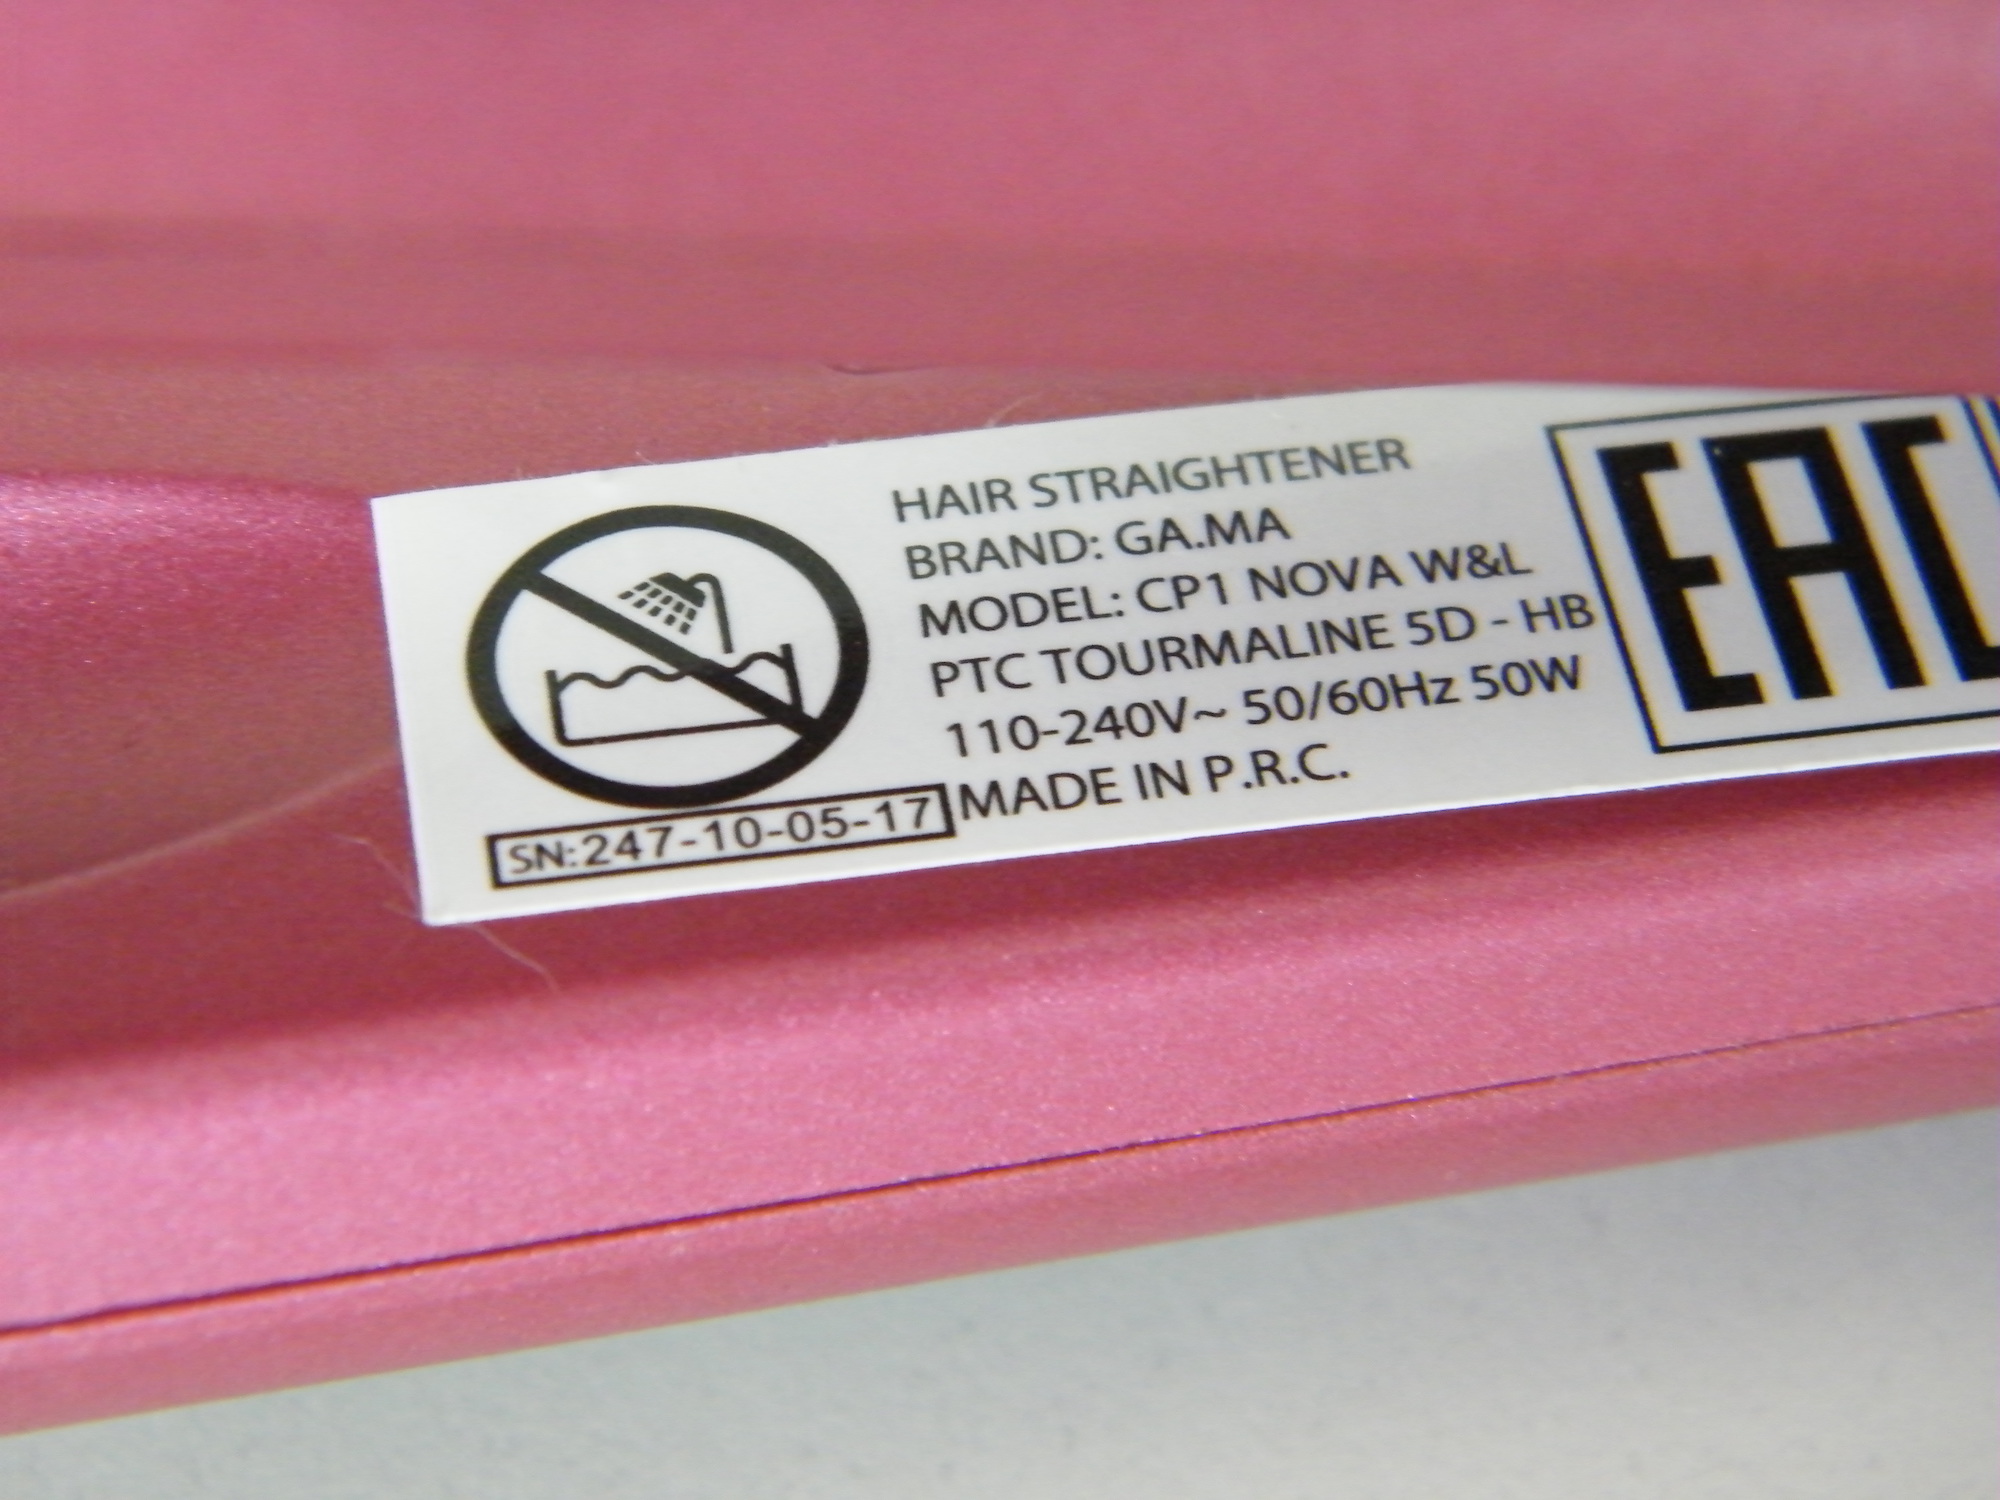 HAIR STRAIGHTENER
BRAND: GA.MA
MODEL: CP1 NOVA W&L
PTC TOURMALINE 5D - HB
110-240V~ 50/60Hz 50W
MADE IN P.R.C.
SN:247-10-05-17
EAC